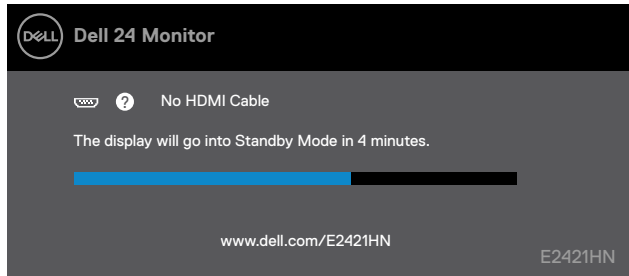 DELL
Dell 24 Monitor
? No HDMI Cable
The display will go into Standby Mode in 4 minutes.
www.dell.com/E2421HN
E2421HN